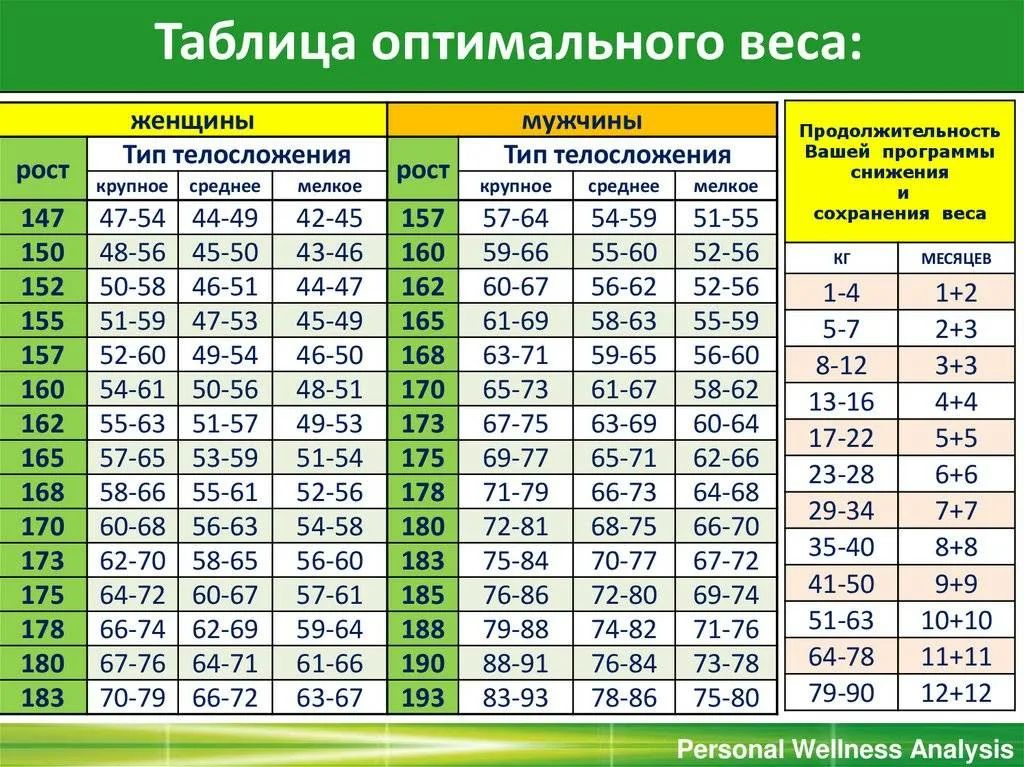 Таблица оптимального веса:
женщины мужчины
рост Тип телосложения рост Тип телосложения
крупное среднее мелкое крупное среднее мелкое
147 47-54 44-49 42-45 157 57-64 54-59 51-55
150 48-56 45-50 43-46 160 59-66 55-60 52-56
152 50-58 46-51 44-47 162 60-67 56-62 52-56
155 51-59 47-53 45-49 165 61-69 58-63 55-59
157 52-60 49-54 46-50 168 63-71 59-65 56-60
160 54-61 50-56 48-51 170 65-73 61-67 58-62
162 55-63 51-57 49-53 173 67-75 63-69 60-64
165 57-65 53-59 51-54 175 69-77 65-71 62-66
168 58-66 55-61 52-56 178 71-79 66-73 64-68
170 60-68 56-63 54-58 180 72-81 68-75 66-70
173 62-70 58-65 56-60 183 75-84 70-77 67-72
175 64-72 60-67 57-61 185 76-86 72-80 69-74
178 66-74 62-69 59-64 188 79-88 74-82 71-76
180 67-76 64-71 61-66 190 88-91 76-84 73-78
183 70-79 66-72 63-67 193 83-93 78-86 75-80
Продолжительность
Вашей программы
снижения
и
сохранения веса
КГ МЕСЯЦЕВ
1-4 1+2
5-7 2+3
8-12 3+3
13-16 4+4
17-22 5+5
23-28 6+6
29-34 7+7
35-40 8+8
41-50 9+9
51-63 10+10
64-78 11+11
79-90 12+12
Personal Wellness Analysis